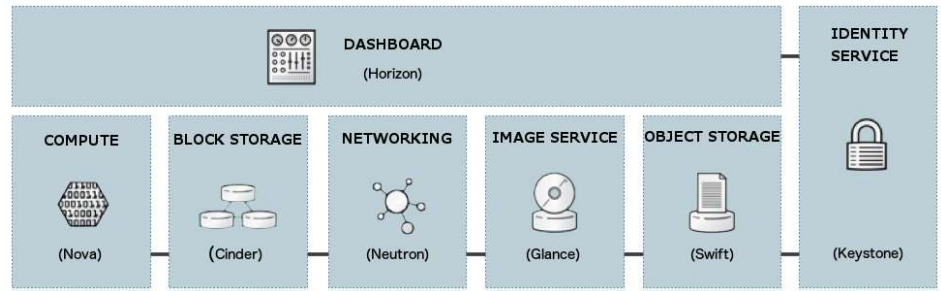 DASHBOARD
(Horizon)
IDENTITY
SERVICE
(Keystone)
COMPUTE
(Nova)
BLOCK STORAGE
(Cinder)
NETWORKING
(Neutron)
IMAGE SERVICE
(Glance)
OBJECT STORAGE
(Swift)